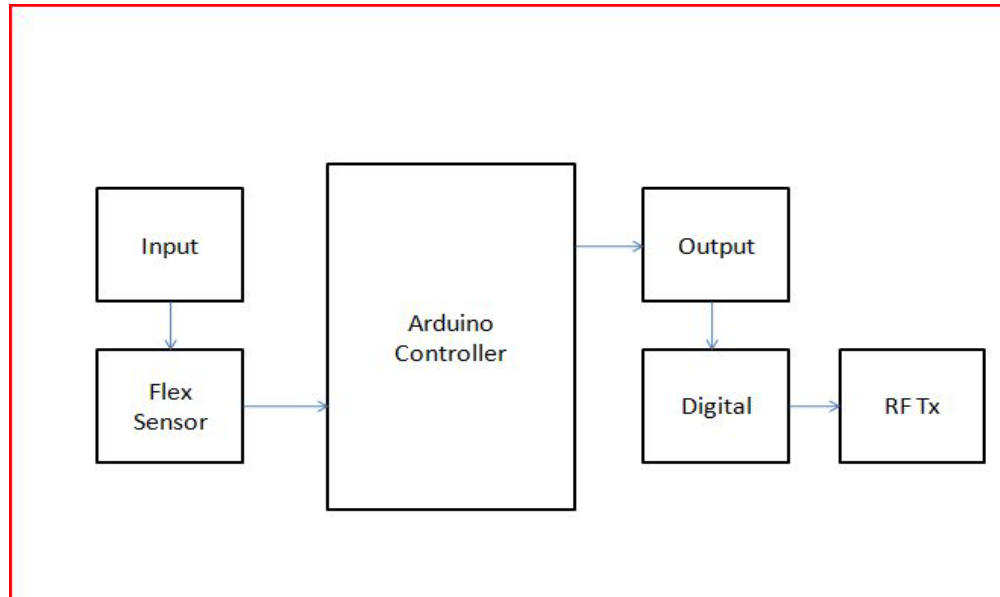 Input
Flex
Sensor
Arduino
Controller
Output
Digital
RF Tx